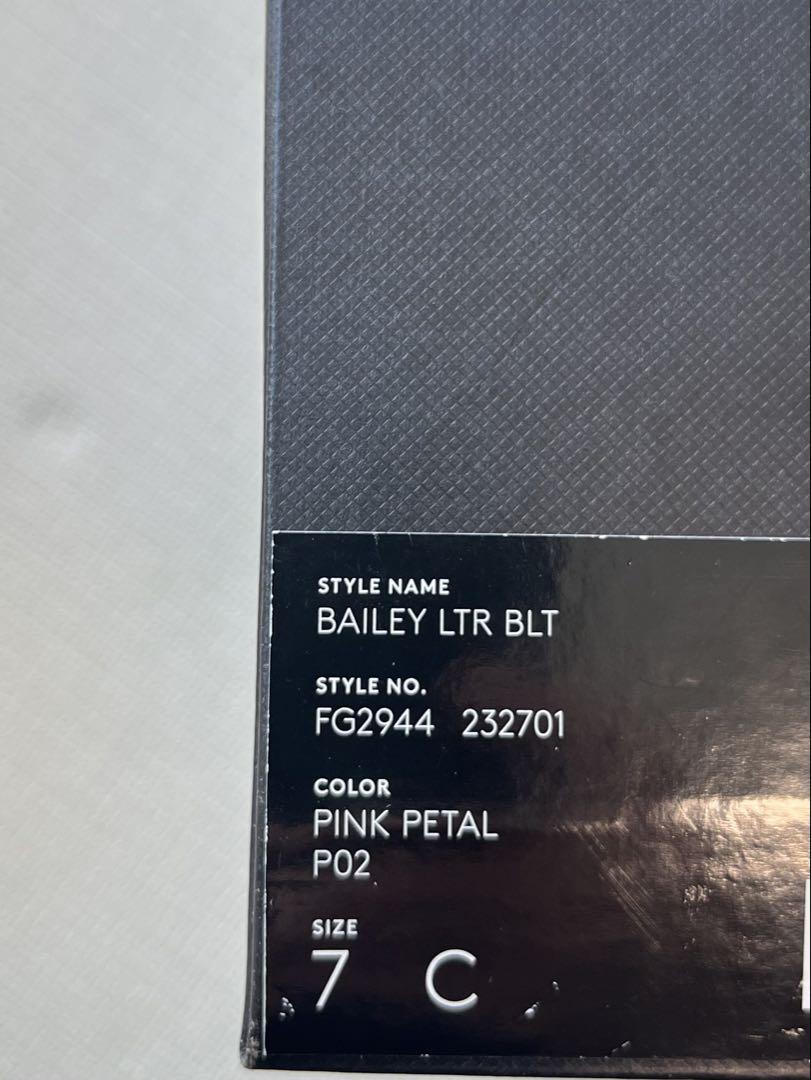 STYLE NAME
BAILEY LTR BLT
STYLE NO.
FG2944 232701
COLOR
PINK PETAL
P02
SIZE
7 C